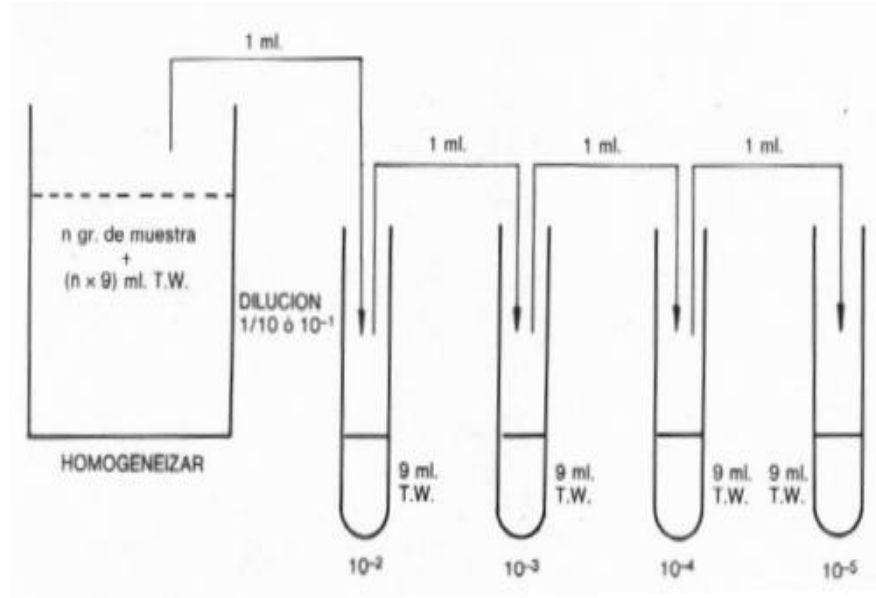 1 ml.
1 ml.
1 ml.
1 ml.
n gr. de muestra
+
(n × 9) ml. T.W.
DILUCION
1/10 ó 10⁻¹
HOMOGENEIZAR
9 ml.
T.W.
9 ml.
T.W.
9 ml.
T.W.
9 ml.
T.W.
10⁻²
10⁻³
10⁻⁴
10⁻⁵